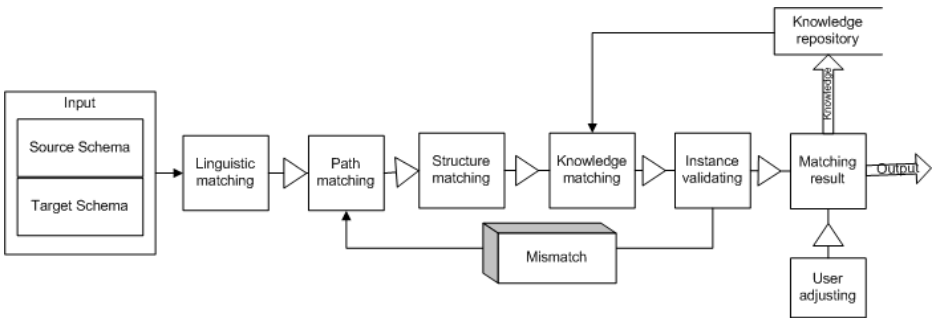 Knowledge
repository
Knowledge
Input
Source Schema
Target Schema
Linguistic
matching
Path
matching
Structure
matching
Knowledge
matching
Instance
validating
Matching
result
Output
Mismatch
User
adjusting